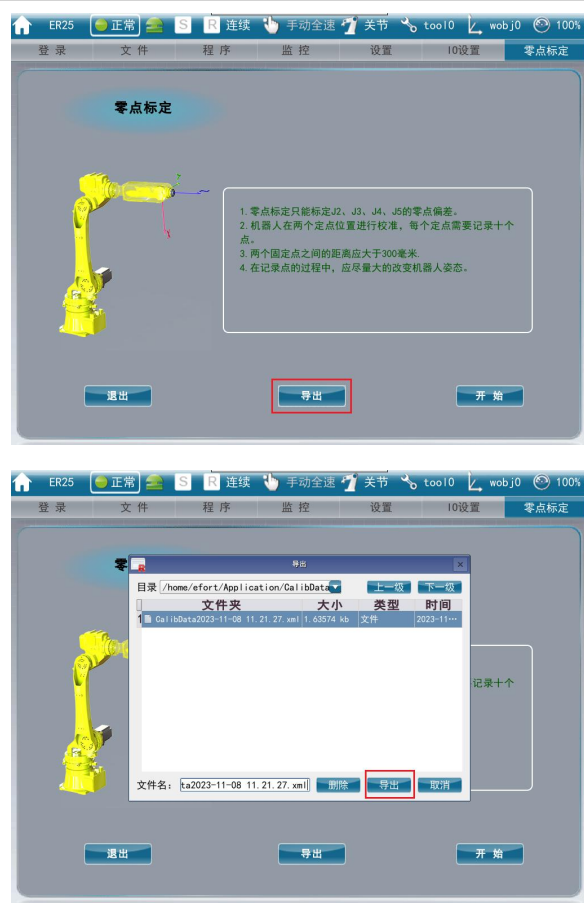 ER25 正常 S R 连续 手动全速 关节 tool0 wobj0 100%
登录 文件 程序 监控 设置 IO设置 零点标定
零点标定
1. 零点标定只能标定J2、J3、J4、J5的零点偏差。
2. 机器人在两个定点位置进行校准，每个定点需要记录十个
点。
3. 两个固定点之间的距离应大于300毫米.
4. 在记录点的过程中，应尽量大的改变机器人姿态。
退出 导出 开始
ER25 正常 S R 连续 手动全速 关节 tool0 wobj0 100%
登录 文件 程序 监控 设置 IO设置 零点标定
零
导出
目录 /home/efort/Application/CalibData 上一级 下一级
文件夹 大小 类型 时间
1 CalibData2023-11-08 11.21.27.xml 1.63574 kb 文件 2023-11…
记录十个
文件名： ta2023-11-08 11.21.27.xml 删除 导出 取消
退出 导出 开始